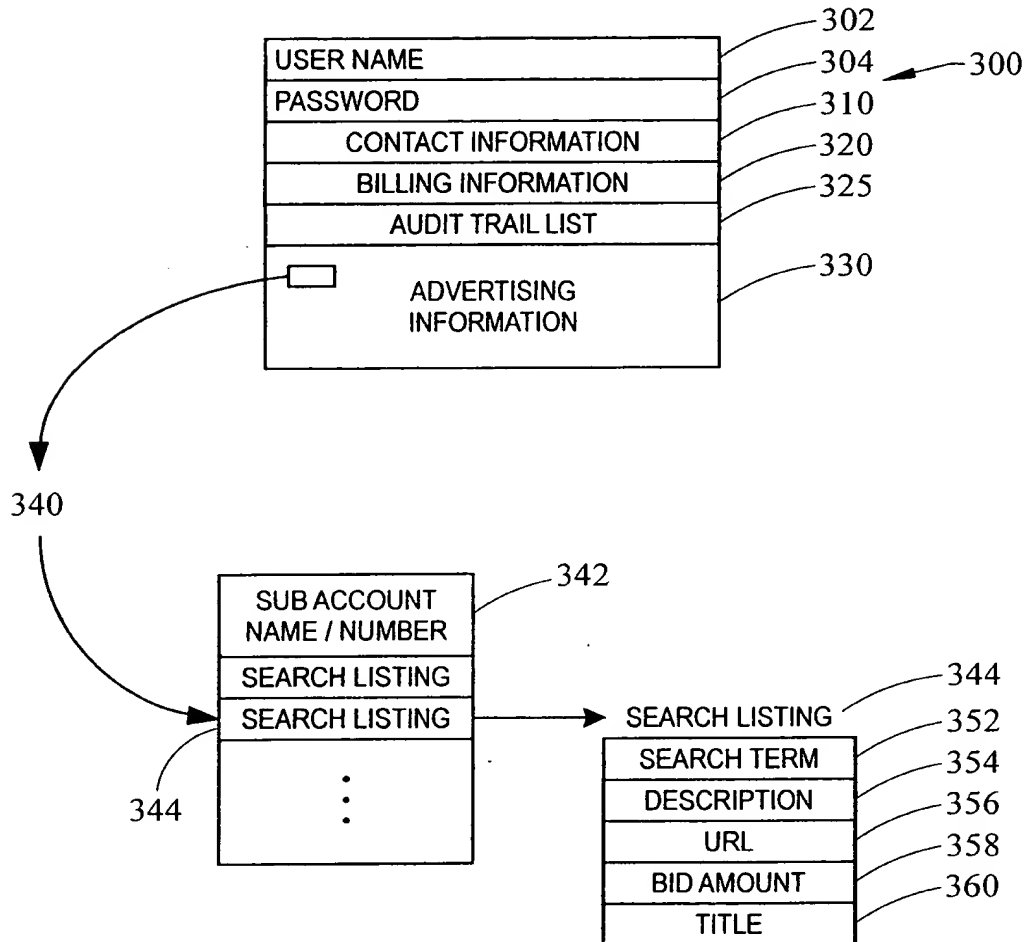 302
USER NAME
304
300
PASSWORD
310
CONTACT INFORMATION
320
BILLING INFORMATION
325
AUDIT TRAIL LIST
330
ADVERTISING
INFORMATION
340
342
SUB ACCOUNT
NAME / NUMBER
SEARCH LISTING
SEARCH LISTING
344
344
SEARCH LISTING
352
SEARCH TERM
354
DESCRIPTION
356
URL
358
BID AMOUNT
360
TITLE